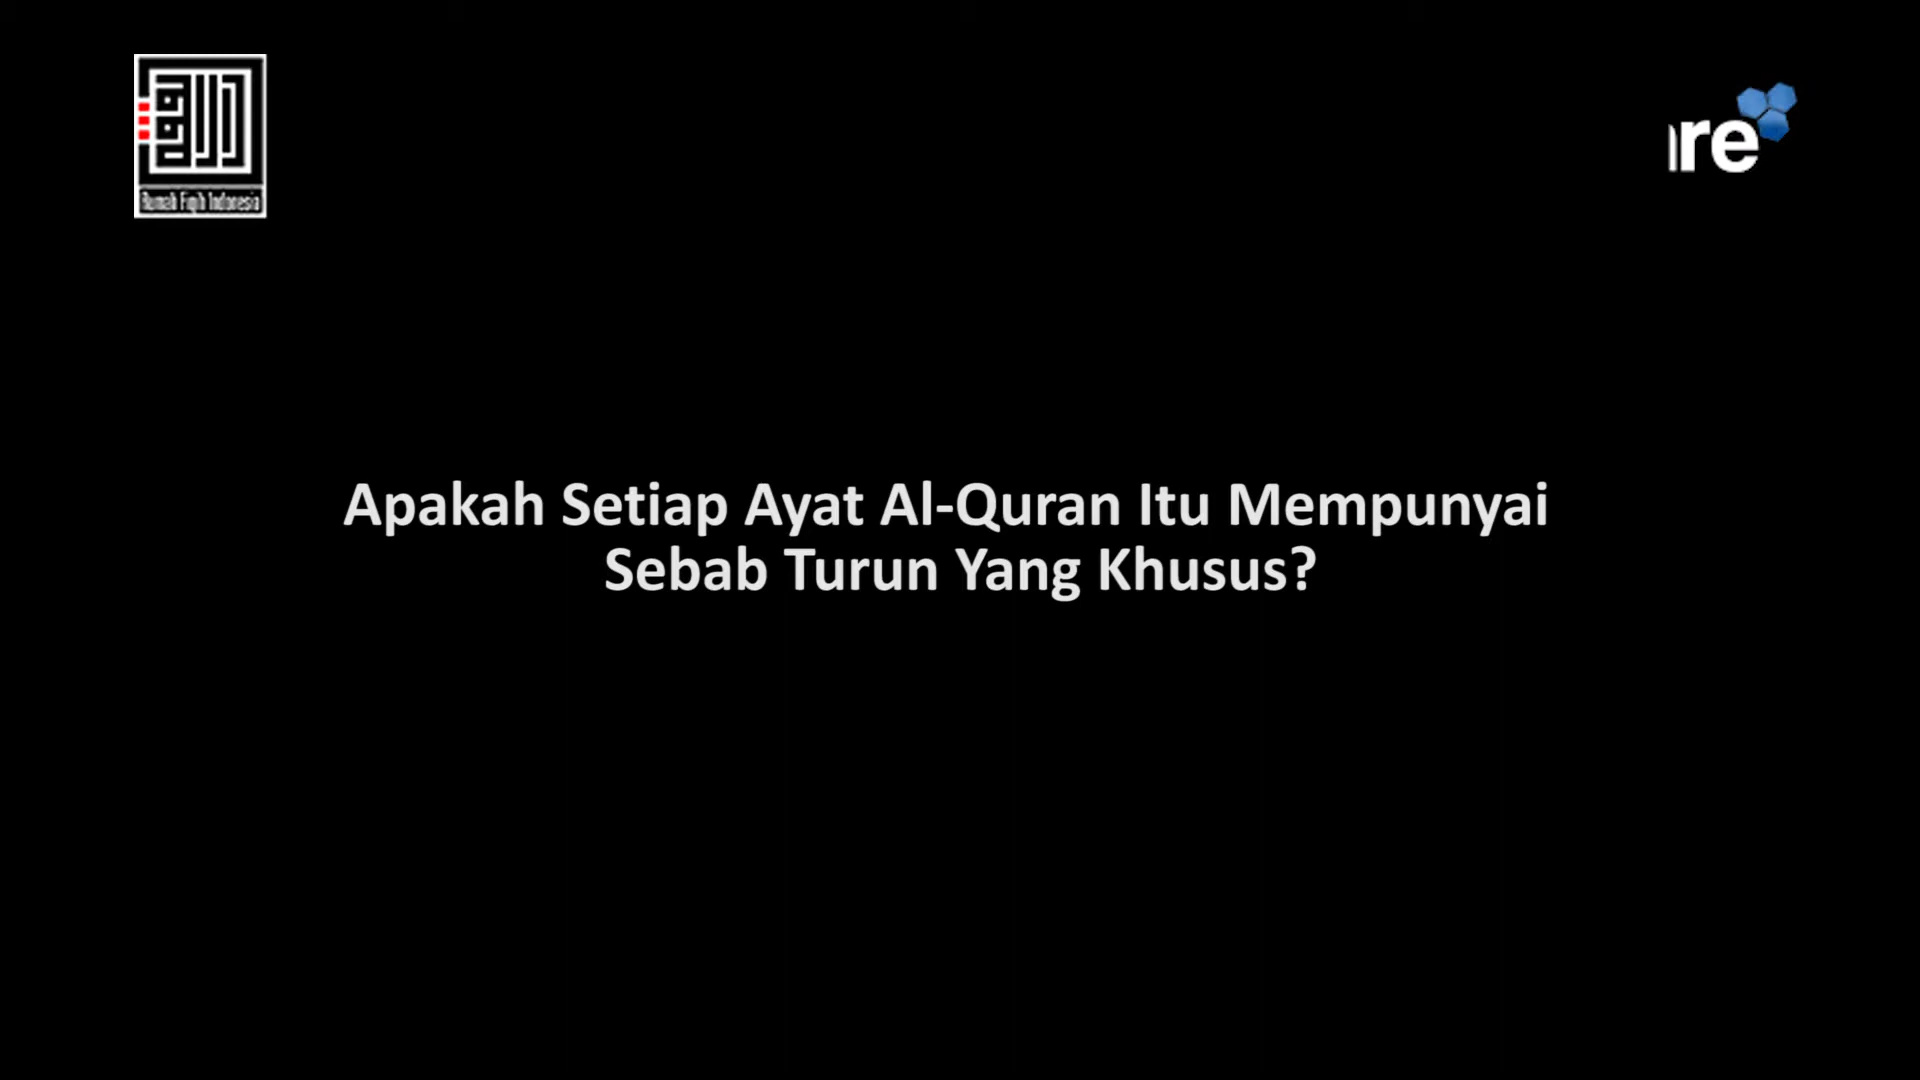 Rumah Fiqih Indonesia
re
Apakah Setiap Ayat Al-Quran Itu Mempunyai
Sebab Turun Yang Khusus?